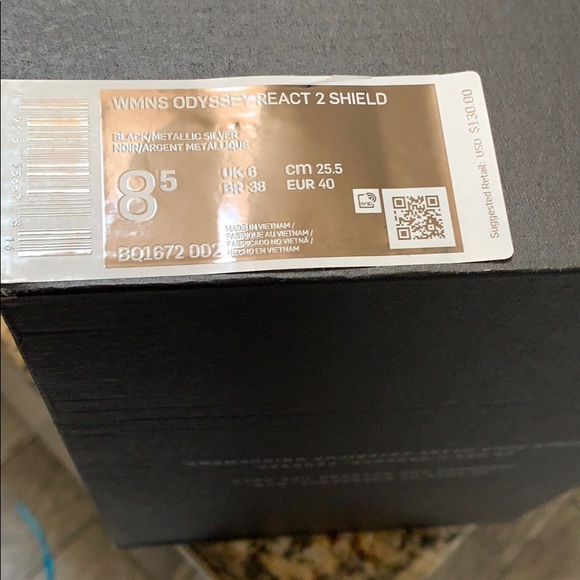 WMNS ODYSSEY REACT 2 SHIELD
BLACK/METALLIC SILVER
NOIR/ARGENT METALLIQUE
8 5
UK 6
BR 38
cm 25.5
EUR 40
MADE IN VIETNAM /
FABRIQUE AU VIETNAM /
FABRICADO NO VIETNÃ /
HECHO EN VIETNAM
BQ1672 002
Suggested Retail: USD $130.00